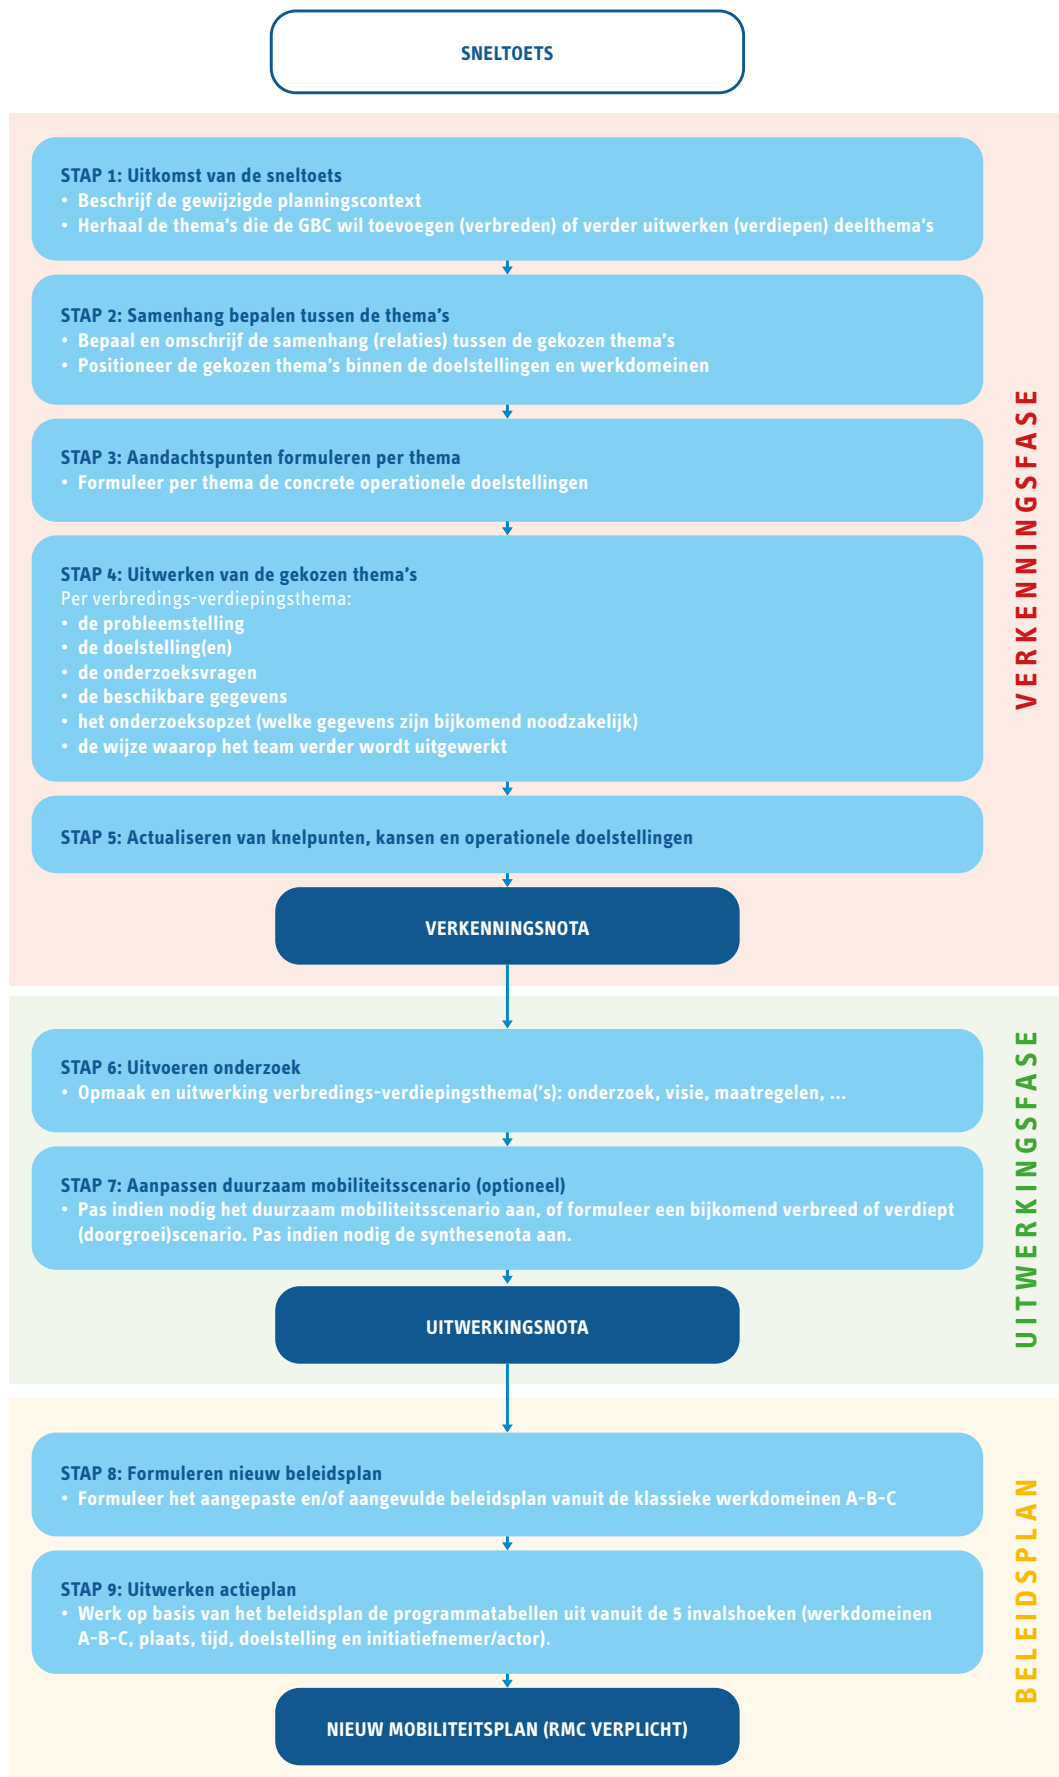 SNELTOETS
STAP 1: Uitkomst van de sneltoets
• Beschrijf de gewijzigde planningscontext
• Herhaal de thema's die de GBC wil toevoegen (verbreden) of verder uitwerken (verdiepen) deelthema's
STAP 2: Samenhang bepalen tussen de thema's
• Bepaal en omschrijf de samenhang (relaties) tussen de gekozen thema's
• Positioneer de gekozen thema's binnen de doelstellingen en werkdomeinen
STAP 3: Aandachtspunten formuleren per thema
• Formuleer per thema de concrete operationele doelstellingen
STAP 4: Uitwerken van de gekozen thema's
Per verbredings-verdiepingsthema:
• de probleemstelling
• de doelstelling(en)
• de onderzoeksvragen
• de beschikbare gegevens
• het onderzoeksopzet (welke gegevens zijn bijkomend noodzakelijk)
• de wijze waarop het team verder wordt uitgewerkt
STAP 5: Actualiseren van knelpunten, kansen en operationele doelstellingen
VERKENNINGSNOTA
VERKENNINGSFASE
STAP 6: Uitvoeren onderzoek
• Opmaak en uitwerking verbredings-verdiepingsthema('s): onderzoek, visie, maatregelen, ...
STAP 7: Aanpassen duurzaam mobiliteitsscenario (optioneel)
• Pas indien nodig het duurzaam mobiliteitsscenario aan, of formuleer een bijkomend verbreed of verdiept
(doorgroei)scenario. Pas indien nodig de synthesenota aan.
UITWERKINGSNOTA
UITWERKINGSFASE
STAP 8: Formuleren nieuw beleidsplan
• Formuleer het aangepaste en/of aangevulde beleidsplan vanuit de klassieke werkdomeinen A-B-C
STAP 9: Uitwerken actieplan
• Werk op basis van het beleidsplan de programmatabellen uit vanuit de 5 invalshoeken (werkdomeinen
A-B-C, plaats, tijd, doelstelling en initiatiefnemer/actor).
NIEUW MOBILITEITSPLAN (RMC VERPLICHT)
BELEIDSPLAN